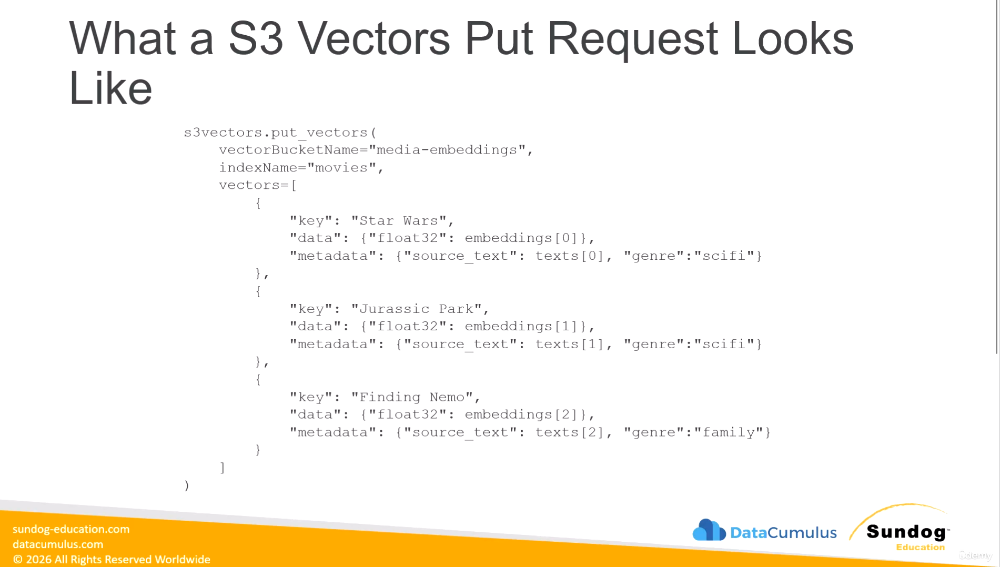 What a S3 Vectors Put Request Looks
Like
s3vectors.put_vectors(
    vectorBucketName="media-embeddings",
    indexName="movies",
    vectors=[
        {
            "key": "Star Wars",
            "data": {"float32": embeddings[0]},
            "metadata": {"source_text": texts[0], "genre":"scifi"}
        },
        {
            "key": "Jurassic Park",
            "data": {"float32": embeddings[1]},
            "metadata": {"source_text": texts[1], "genre":"scifi"}
        },
        {
            "key": "Finding Nemo",
            "data": {"float32": embeddings[2]},
            "metadata": {"source_text": texts[2], "genre":"family"}
        }
    ]
)
sundog-education.com
datacumulus.com
© 2026 All Rights Reserved Worldwide
DataCumulus
Sundog™
Education
ûdemy